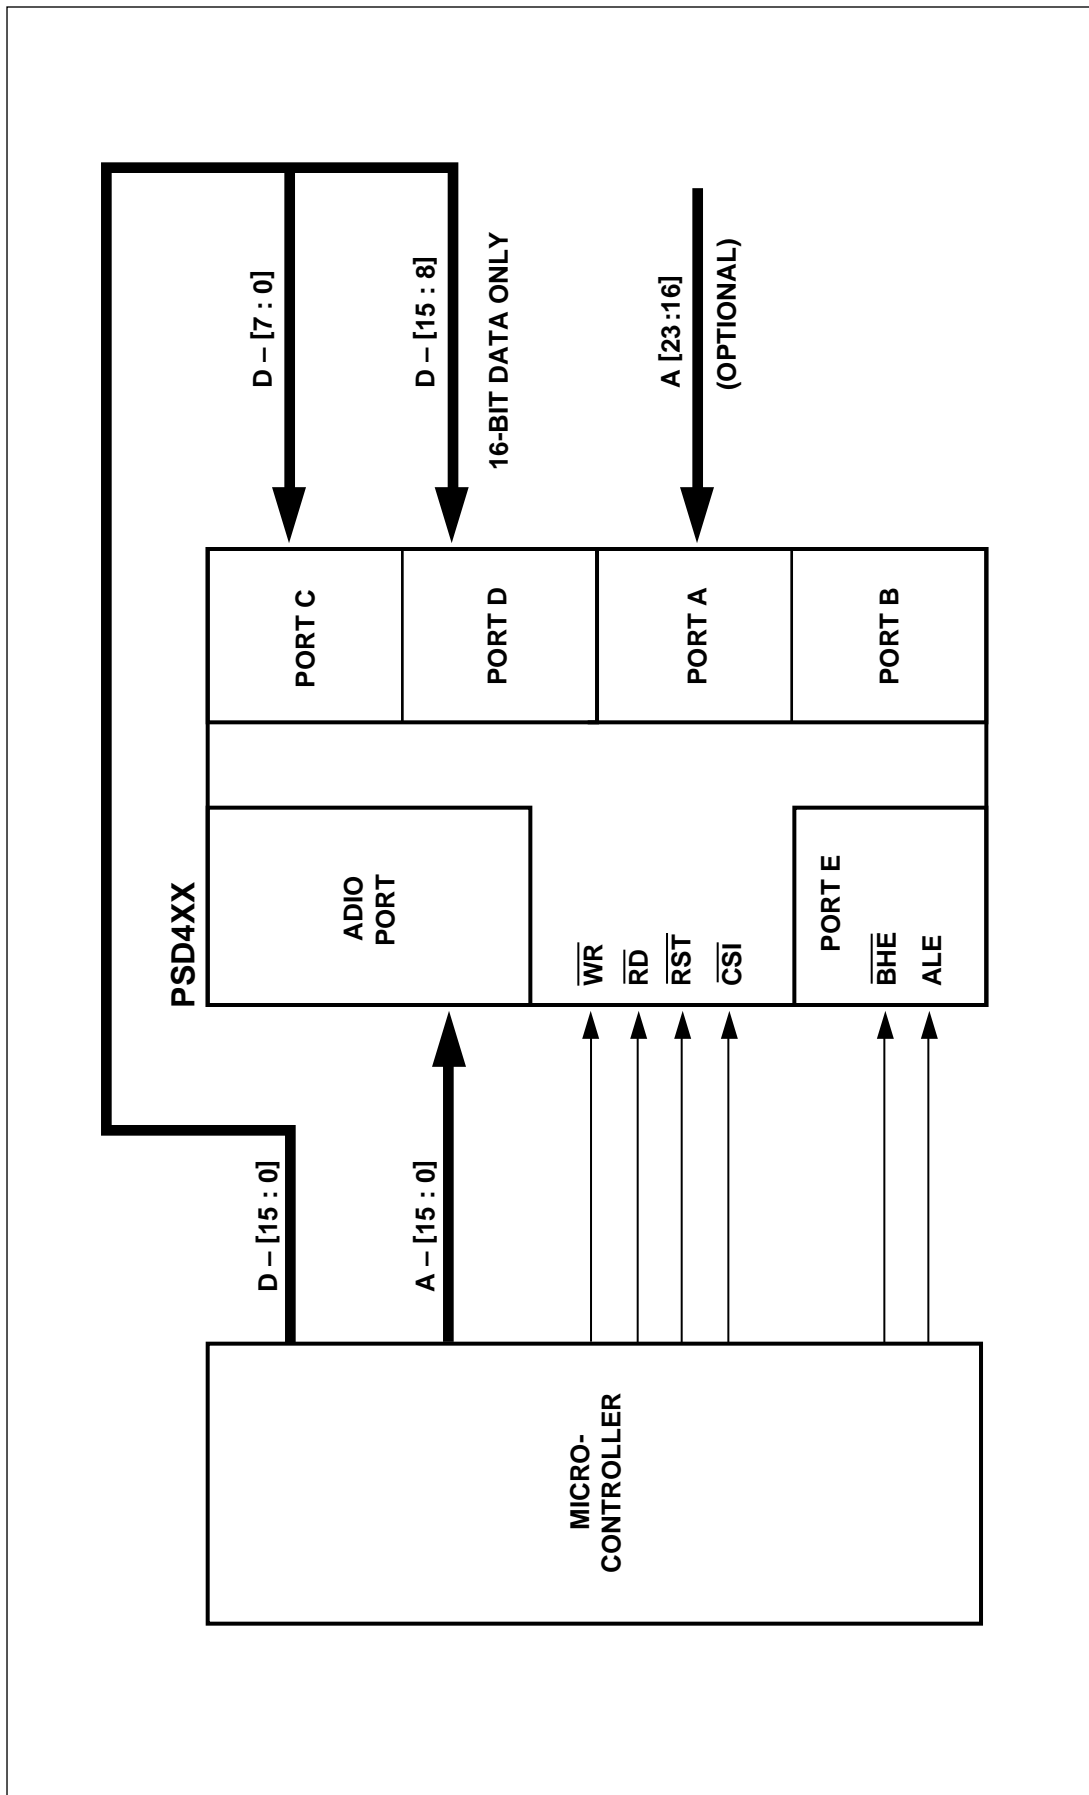 PSD4XX
D – [15 : 0]
A – [15 : 0]
MICRO-
CONTROLLER
ADIO
PORT
WR
RD
RST
CSI
PORT E
BHE
ALE
PORT C
PORT D
PORT A
PORT B
D – [7 : 0]
D – [15 : 8]
16-BIT DATA ONLY
A [23 :16]
(OPTIONAL)